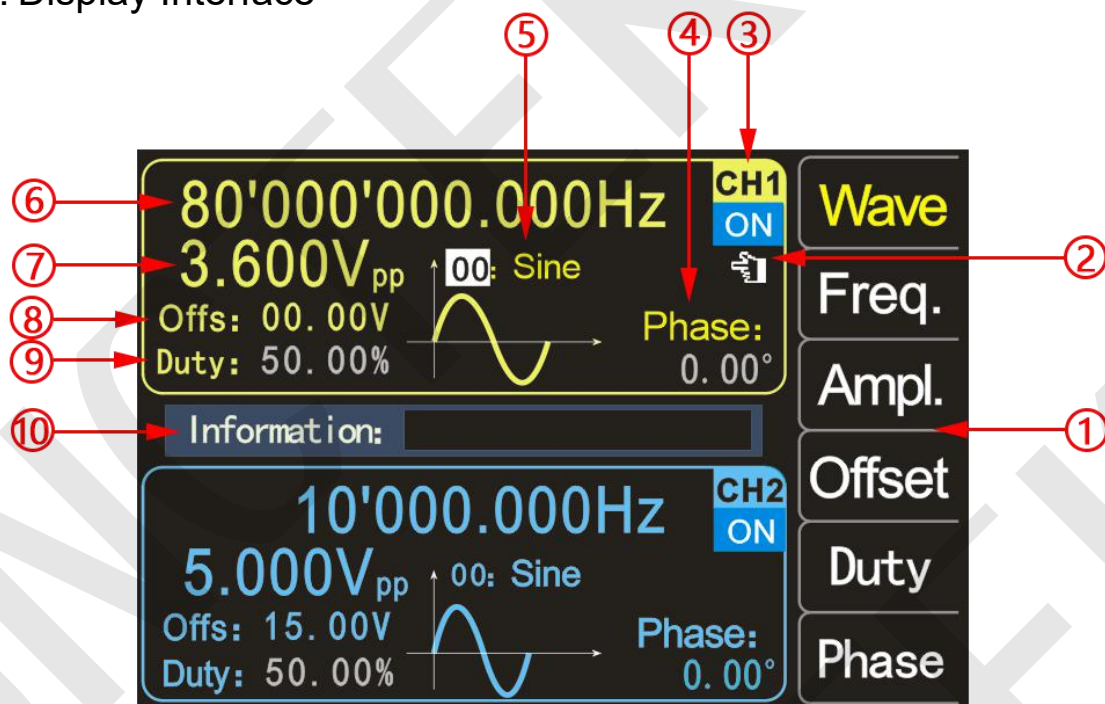 . Display Interface
⑤ ④ ③
⑥ 80'000'000.000Hz CH1 Wave
ON
⑦ 3.600Vpp 00: Sine ②
Freq.
⑧ Offs: 00.00V Phase:
⑨ Duty: 50.00% 0.00°
Ampl.
⑩ Information: ①
Offset
10'000.000Hz CH2
ON
5.000Vpp 00: Sine Duty
Offs: 15.00V Phase:
Duty: 50.00% 0.00° Phase